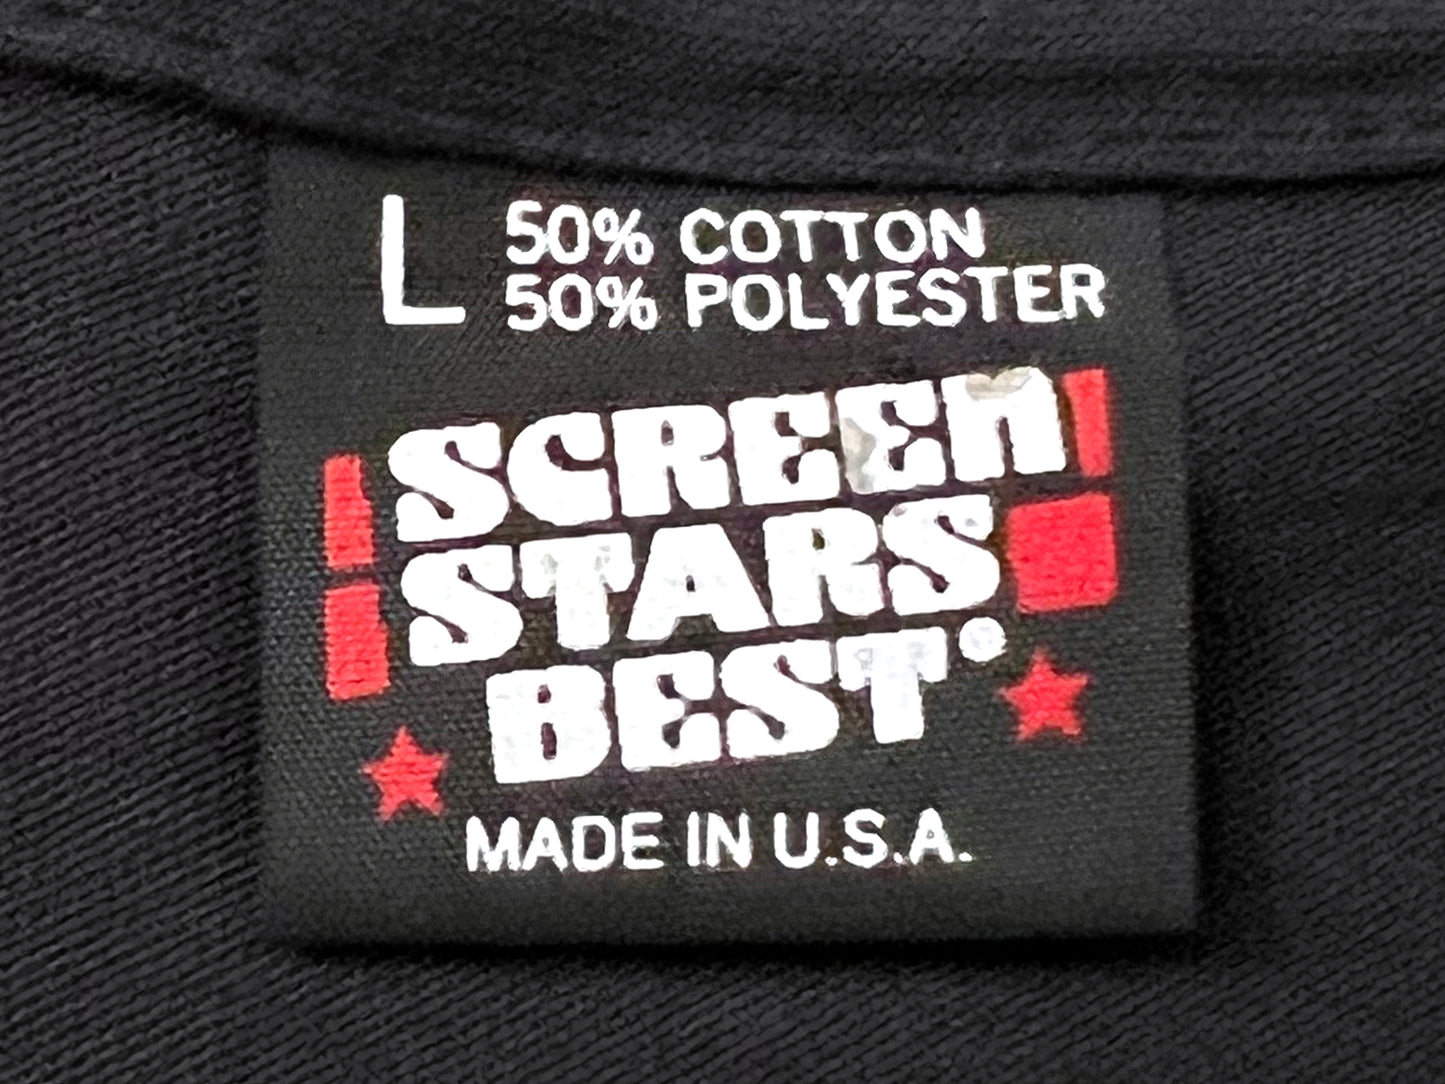 L 50% COTTON
50% POLYESTER
SCREEN
STARS
BEST®
MADE IN U.S.A.